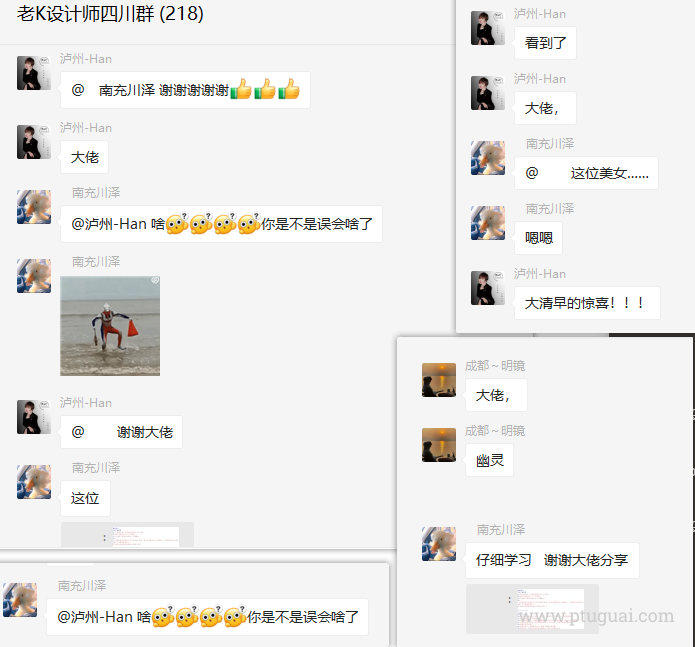 老K设计师四川群 (218)
泸州-Han
@ 南充川泽 谢谢谢谢谢👍👍👍
泸州-Han
大佬
南充川泽
@泸州-Han 啥你是不是误会啥了
南充川泽
泸州-Han
@ 谢谢大佬
南充川泽
这位
:
南充川泽
@泸州-Han 啥你是不是误会啥了
泸州-Han
看到了
泸州-Han
大佬，
南充川泽
@ 这位美女......
南充川泽
嗯嗯
泸州-Han
大清早的惊喜！！！
成都～明镜
大佬，
成都～明镜
幽灵
南充川泽
仔细学习 谢谢大佬分享
:
www.ptuguai.com